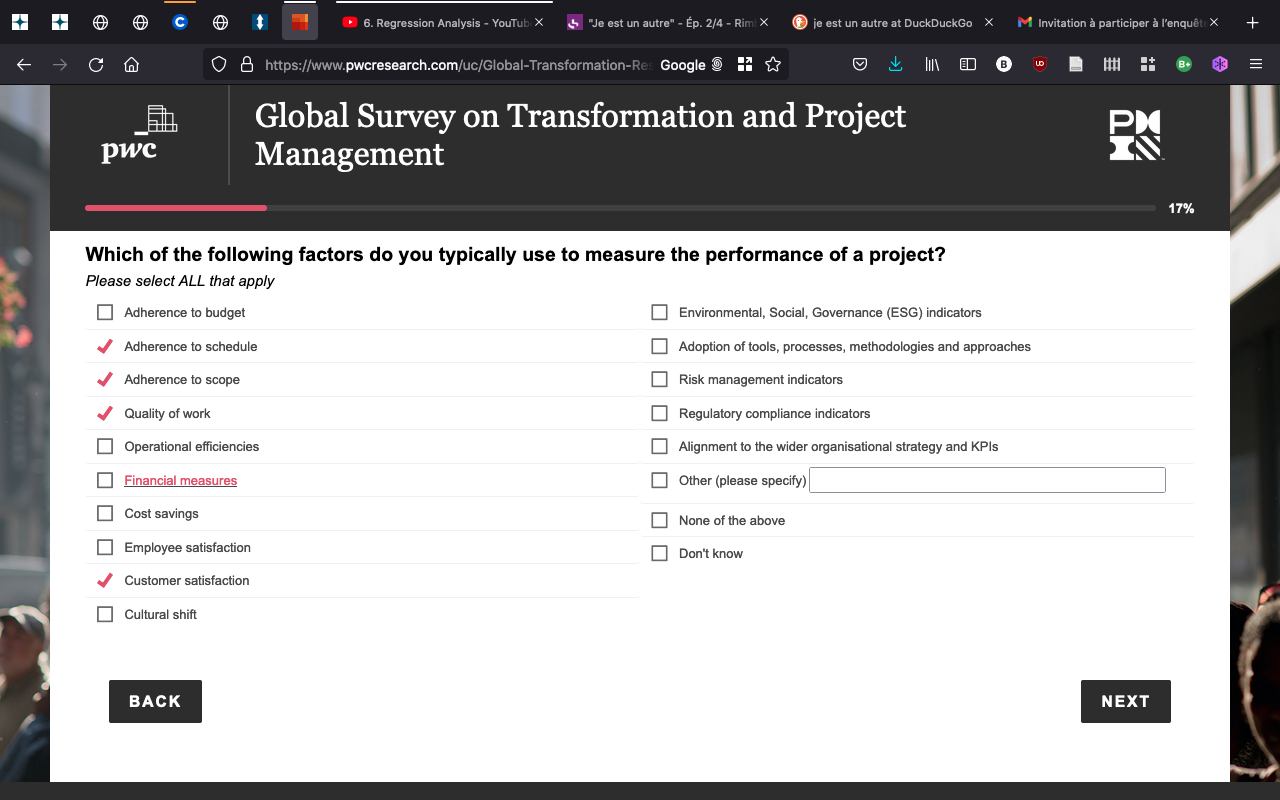 6. Regression Analysis - YouTub
"Je est un autre" - Ép. 2/4 - Rim
je est un autre at DuckDuckGo
Invitation à participer à l'enquêt
https://www.pwcresearch.com/uc/Global-Transformation-Res
Google
B
UD
B+
pwc
Global Survey on Transformation and Project
Management
17%
Which of the following factors do you typically use to measure the performance of a project?
Please select ALL that apply
Adherence to budget
Adherence to schedule
Adherence to scope
Quality of work
Operational efficiencies
Financial measures
Cost savings
Employee satisfaction
Customer satisfaction
Cultural shift
Environmental, Social, Governance (ESG) indicators
Adoption of tools, processes, methodologies and approaches
Risk management indicators
Regulatory compliance indicators
Alignment to the wider organisational strategy and KPIs
Other (please specify)
None of the above
Don't know
BACK
NEXT